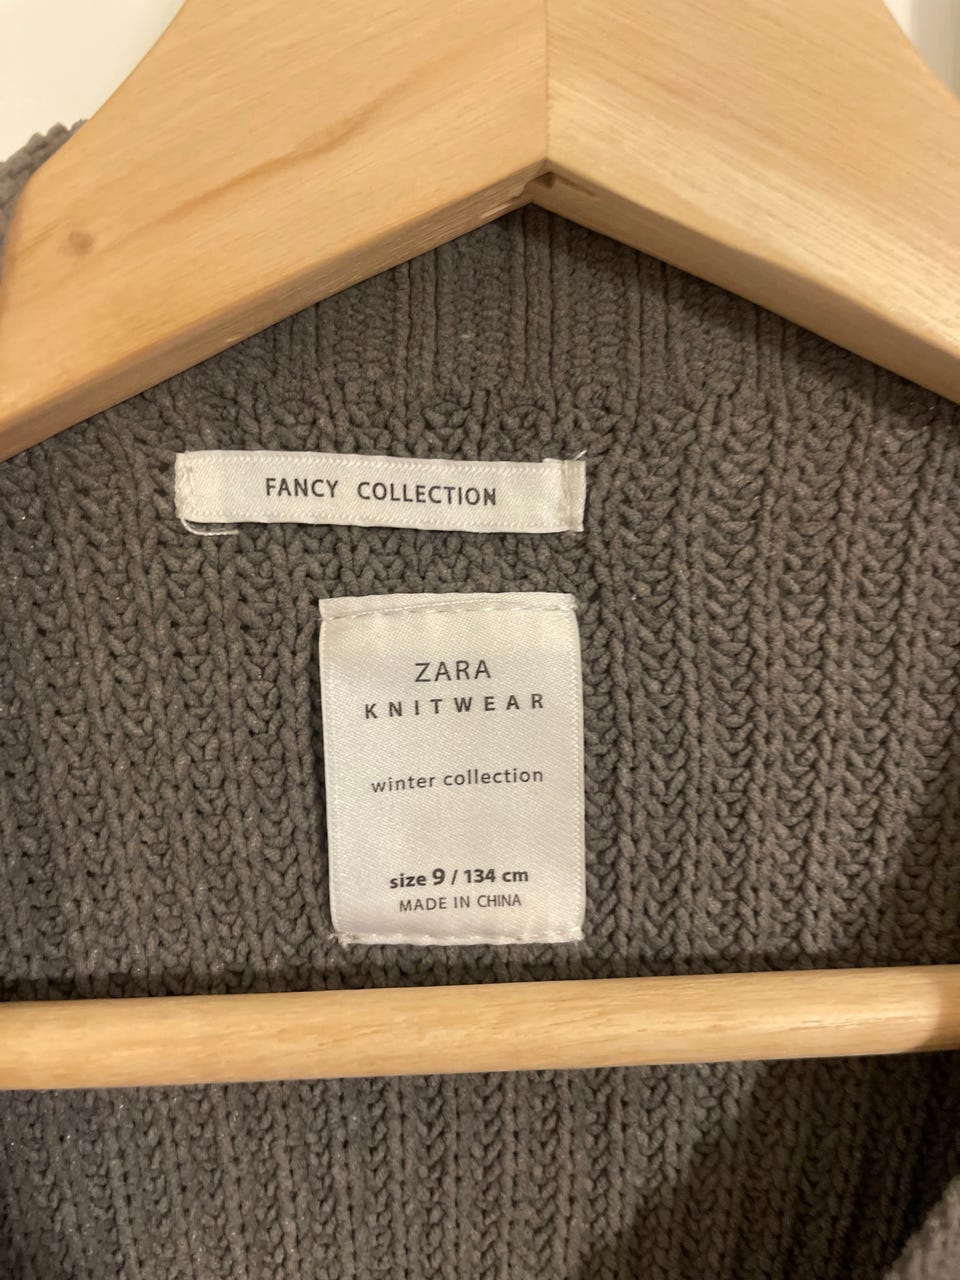 FANCY COLLECTION
ZARA
KNITWEAR
winter collection
size 9 / 134 cm
MADE IN CHINA